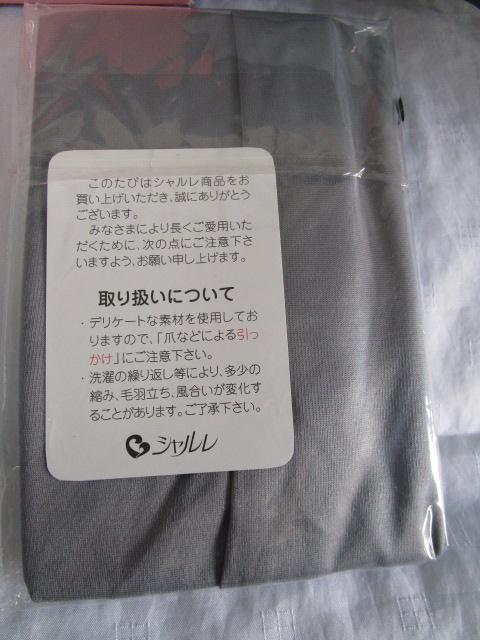 このたびはシャルレ商品をお
買い上げいただき、誠にありがとう
ございます。
みなさまにより長くご愛用いた
だくために、次の点にご注意下さ
いますよう、お願い申し上げます。
取り扱いについて
・デリケートな素材を使用してお
りますので、「爪などによる引っ
かけ」にご注意下さい。
・洗濯の繰り返し等により、多少の
縮み、毛羽立ち、風合いが変化す
ることがあります。ご了承下さい。
シャルレ